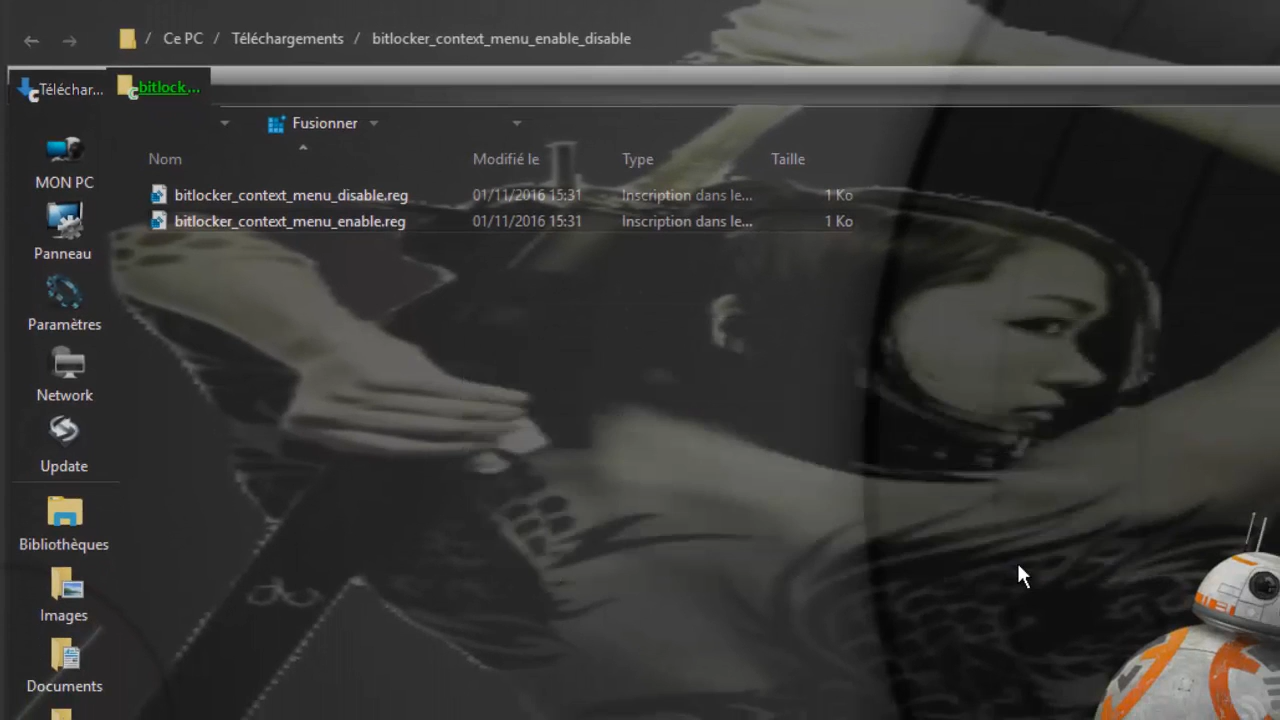 / Ce PC / Téléchargements / bitlocker_context_menu_enable_disable
Téléchar... bitlock...
Fusionner
Nom Modifié le Type Taille
bitlocker_context_menu_disable.reg 01/11/2016 15:31 Inscription dans le... 1 Ko
bitlocker_context_menu_enable.reg 01/11/2016 15:31 Inscription dans le... 1 Ko
MON PC
Panneau
Paramètres
Network
Update
Bibliothèques
Images
Documents